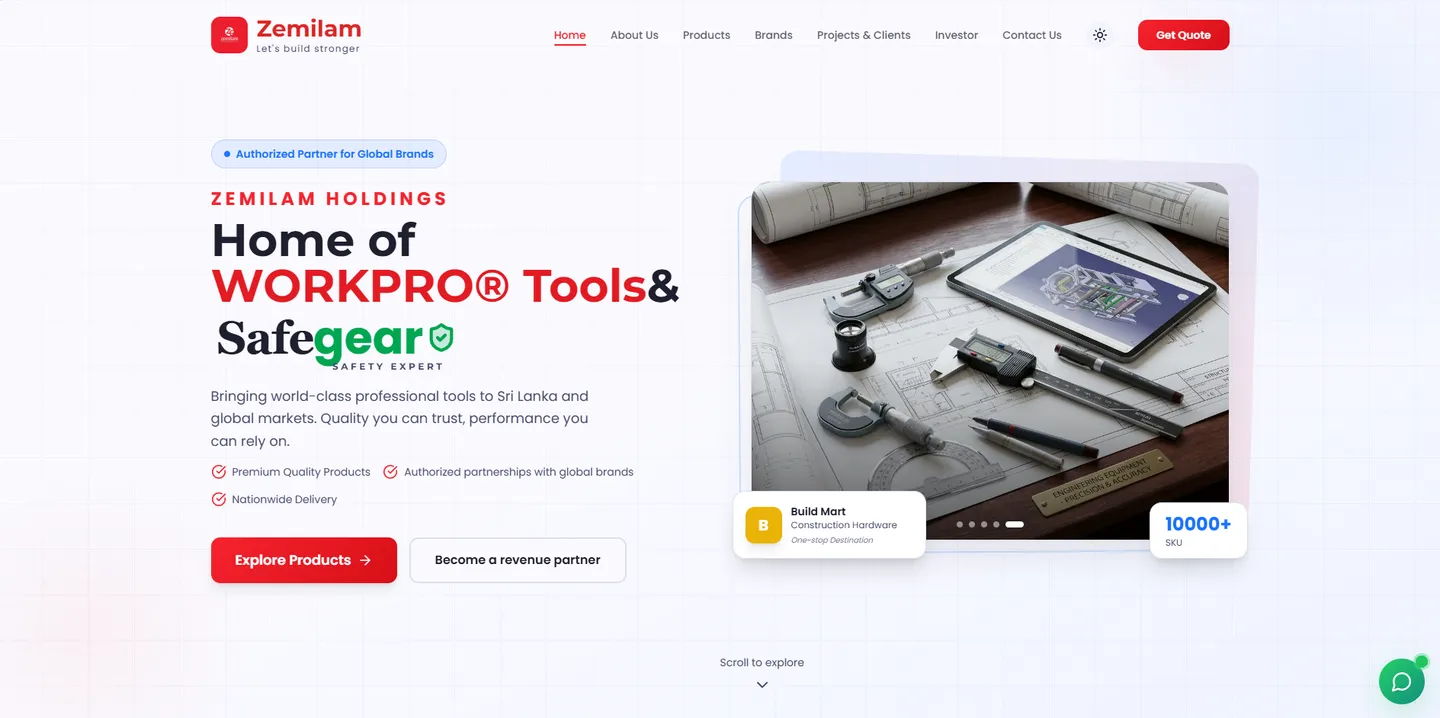 Zemilam
Let's build stronger
Home
About Us
Products
Brands
Projects & Clients
Investor
Contact Us
Get Quote
Authorized Partner for Global Brands
ZEMILAM HOLDINGS
Home of
WORKPRO® Tools&
Safegear
SAFETY EXPERT
Bringing world-class professional tools to Sri Lanka and
global markets. Quality you can trust, performance you
can rely on.
Premium Quality Products
Authorized partnerships with global brands
Nationwide Delivery
Explore Products
Become a revenue partner
ENGINEERING EQUIPMENT
· PRECISION & ACCURACY
B
Build Mart
Construction Hardware
One-stop Destination
10000+
SKU
Scroll to explore